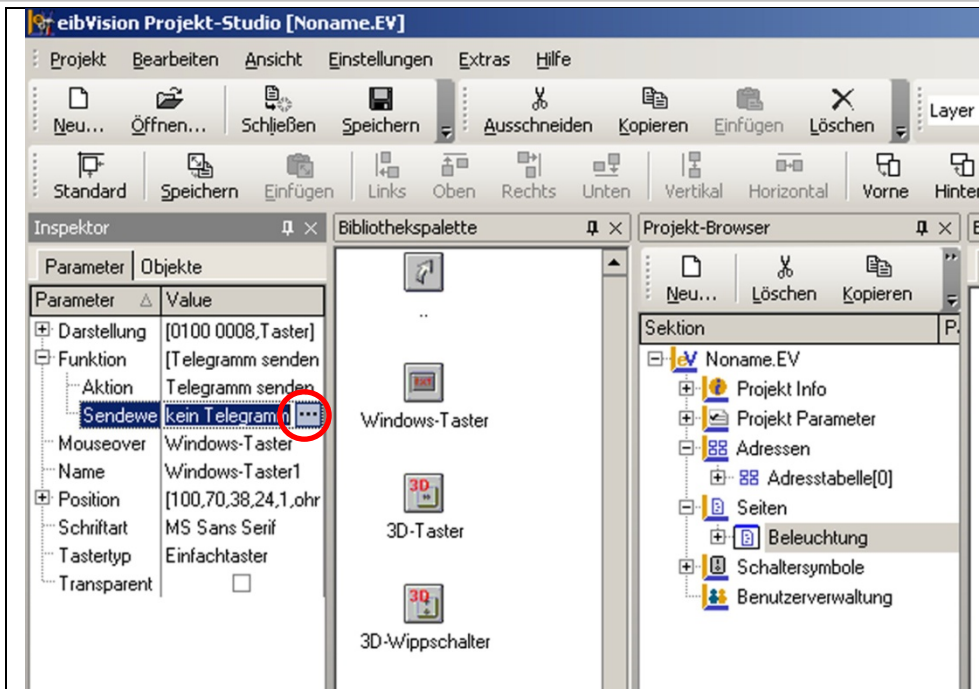 eibVision Projekt-Studio [Noname.EV]
Projekt Bearbeiten Ansicht Einstellungen Extras Hilfe
Neu... Öffnen... Schließen Speichern Ausschneiden Kopieren Einfügen Löschen Layer
Standard Speichern Einfügen Links Oben Rechts Unten Vertikal Horizontal Vorne Hinter
Inspektor
Parameter Objekte
Parameter Value
Darstellung [0100 0008,Taster]
Funktion [Telegramm senden
Aktion Telegramm senden
Sendewe kein Telegramm ...
Mouseover Windows-Taster
Name Windows-Taster1
Position [100,70,38,24,1,ohr
Schriftart MS Sans Serif
Tastertyp Einfachtaster
Transparent
Bibliothekspalette
..
Text
Windows-Taster
3D
3D-Taster
3D
3D-Wippschalter
Projekt-Browser
Neu... Löschen Kopieren
Sektion P
eV Noname.EV
Projekt Info
Projekt Parameter
Adressen
Adresstabelle[0]
Seiten
Beleuchtung
Schaltersymbole
Benutzerverwaltung